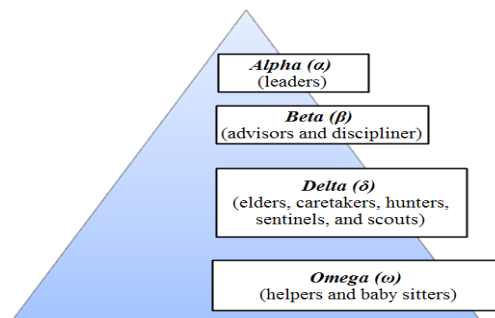 Alpha (α)
(leaders)
Beta (β)
(advisors and discipliner)
Delta (δ)
(elders, caretakers, hunters,
sentinels, and scouts)
Omega (ω)
(helpers and baby sitters)